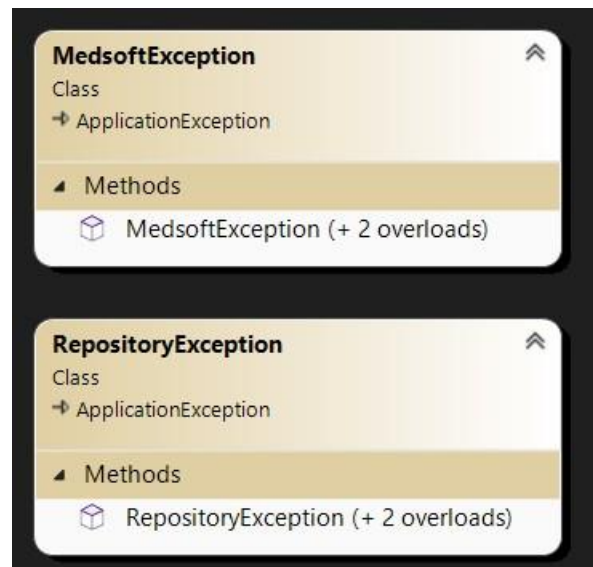 MedsoftException
Class
ApplicationException
Methods
MedsoftException (+ 2 overloads)
RepositoryException
Class
ApplicationException
Methods
RepositoryException (+ 2 overloads)